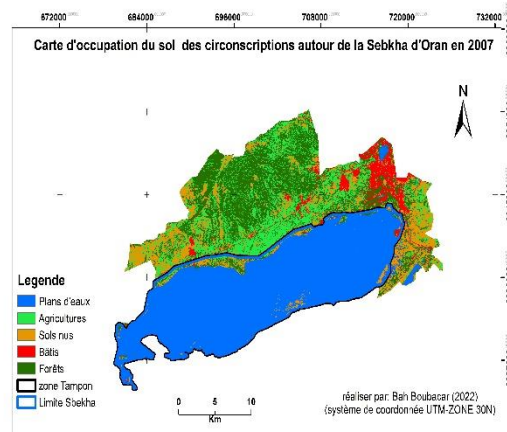 672000 684000 696000 708000 720000 732000
Carte d'occupation du sol des circonscriptions autour de la Sebkha d'Oran en 2007
N
Legende
Plans d'eaux
Agricultures
Sols nus
Bâtis
Forêts
zone Tampon
Limite Sbekha
0 5 10
Km
réaliser par: Bah Boubacar (2022)
(système de coordonnée UTM-ZONE 30N)